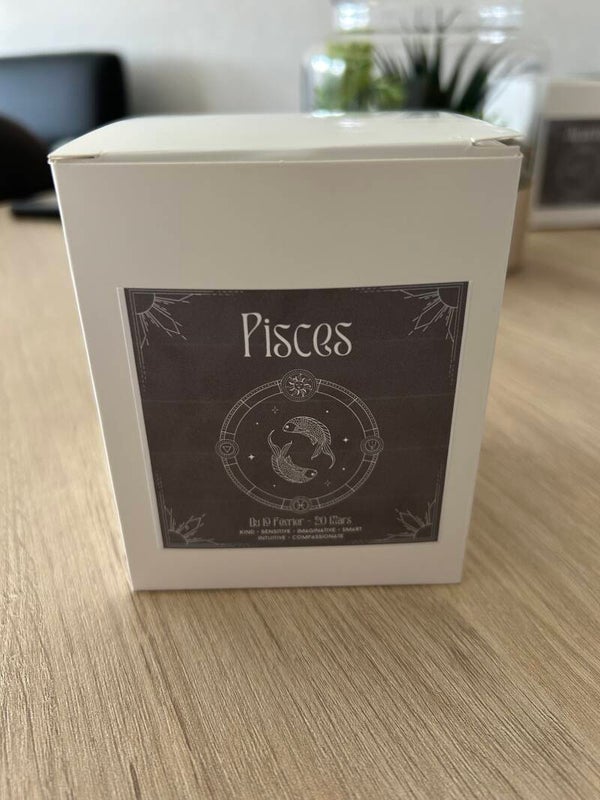 Pisces
Du 19 Février - 20 Mars
KIND • SENSITIVE • IMAGINATIVE • SMART
INTUITIVE • COMPASSIONATE